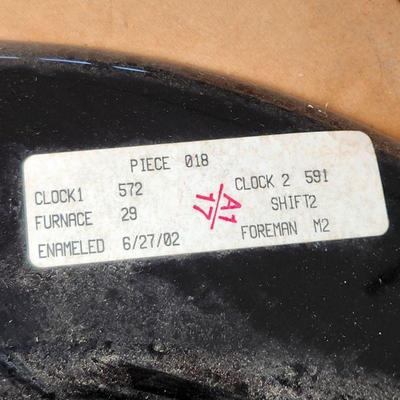 PIECE 018
CLOCK1 572 CLOCK 2 591
FURNACE 29 SHIFT2
ENAMELED 6/27/02 FOREMAN M2
A1/17